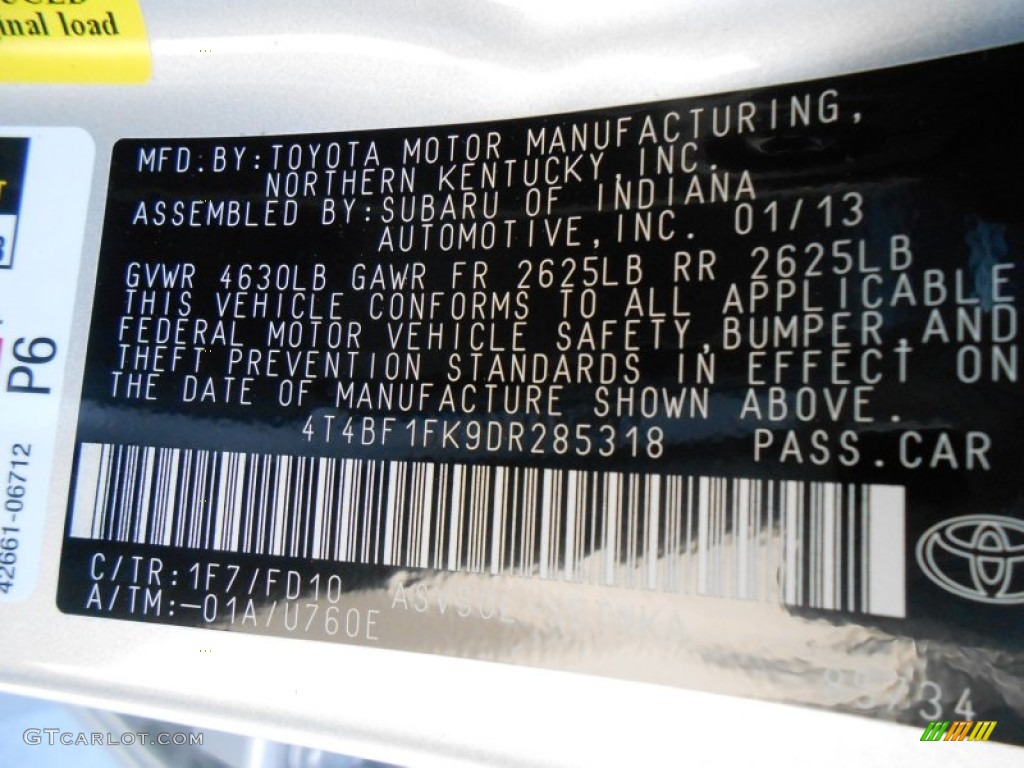 inal load
MFD.BY:TOYOTA MOTOR MANUFACTURING,
NORTHERN KENTUCKY, INC.
ASSEMBLED BY:SUBARU OF INDIANA
AUTOMOTIVE,INC. 01/13
GVWR 4630LB GAWR FR 2625LB RR 2625LB
THIS VEHICLE CONFORMS TO ALL APPLICABLE
FEDERAL MOTOR VEHICLE SAFETY,BUMPER,AND
THEFT PREVENTION STANDARDS IN EFFECT ON
THE DATE OF MANUFACTURE SHOWN ABOVE.
4T4BF1FK9DR285318 PASS.CAR
C/TR:1F7/FD10
A/TM:-01A/U760E
P6
42661-06712
GTCARLOT.COM